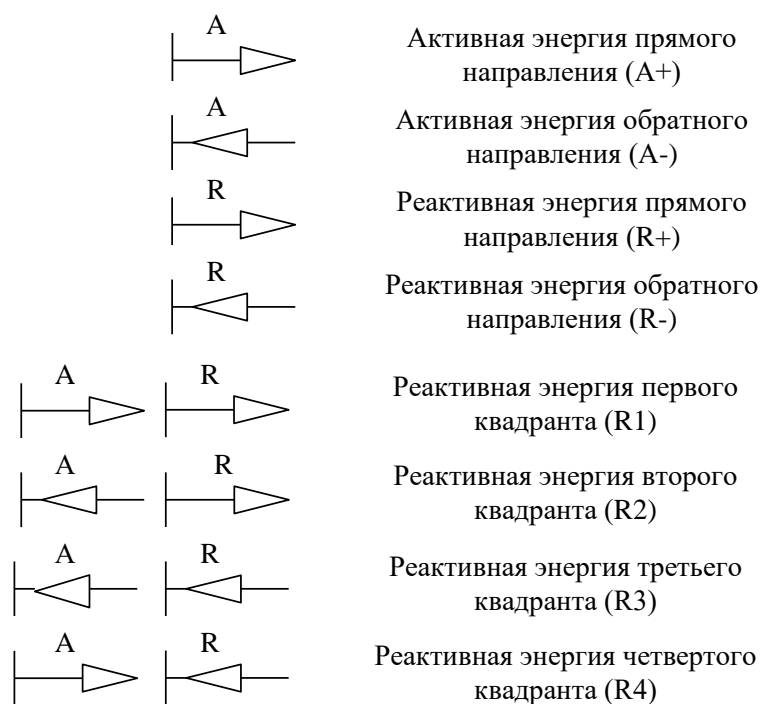 A
Активная энергия прямого
направления (A+)
A
Активная энергия обратного
направления (A-)
R
Реактивная энергия прямого
направления (R+)
R
Реактивная энергия обратного
направления (R-)
A R
Реактивная энергия первого
квадранта (R1)
A R
Реактивная энергия второго
квадранта (R2)
A R
Реактивная энергия третьего
квадранта (R3)
A R
Реактивная энергия четвертого
квадранта (R4)